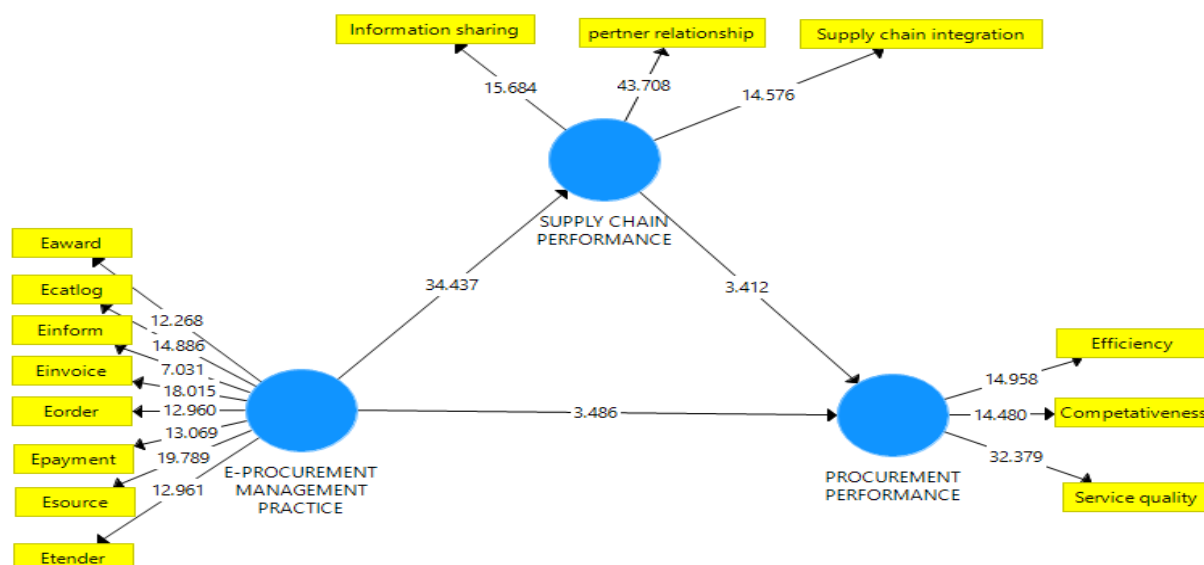 Information sharing
pertner relationship
Supply chain integration
15.684
43.708
14.576
SUPPLY CHAIN
PERFORMANCE
Eaward
Ecatlog
Einform
Einvoice
Eorder
Epayment
Esource
Etender
12.268
14.886
7.031
18.015
12.960
13.069
19.789
12.961
E-PROCUREMENT
MANAGEMENT
PRACTICE
34.437
3.412
3.486
PROCUREMENT
PERFORMANCE
14.958
14.480
32.379
Efficiency
Competativeness
Service quality